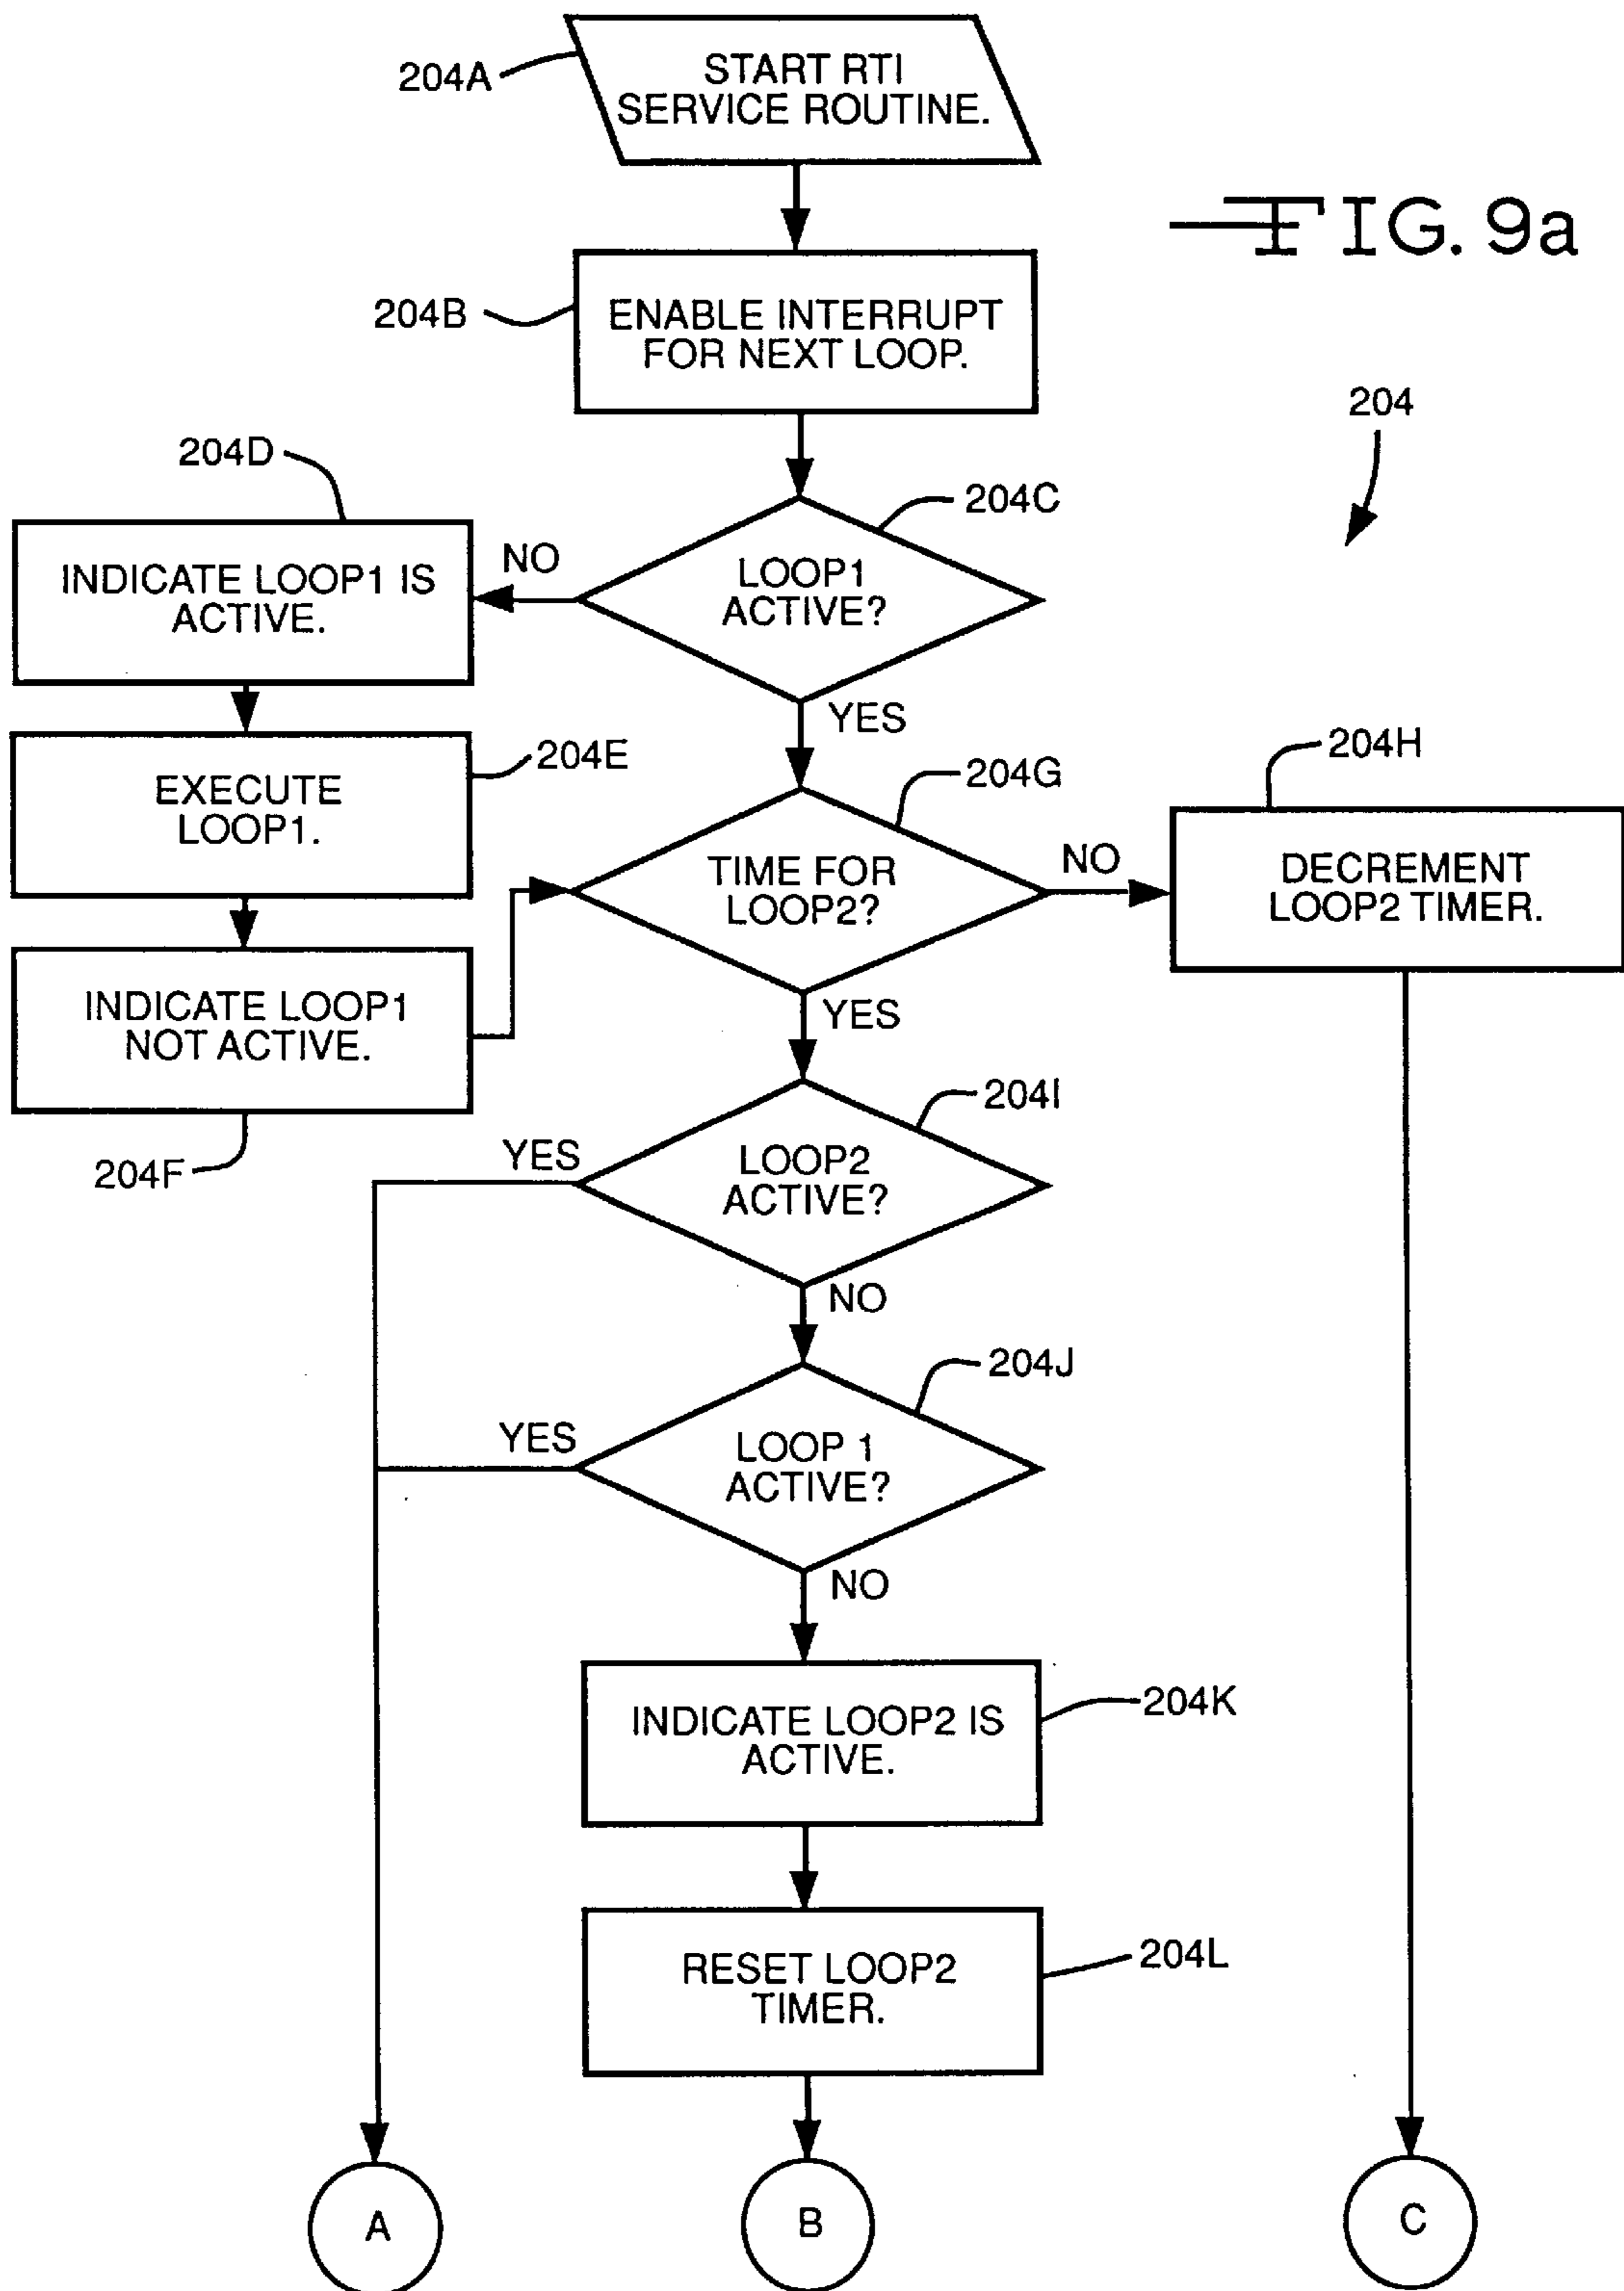 204A
START RTI
SERVICE ROUTINE.
FIG. 9a
204B
ENABLE INTERRUPT
FOR NEXT LOOP.
204
204D
204C
INDICATE LOOP1 IS
ACTIVE.
NO
LOOP1
ACTIVE?
YES
204E
EXECUTE
LOOP1.
204G
204H
TIME FOR
LOOP2?
NO
DECREMENT
LOOP2 TIMER.
INDICATE LOOP1
NOT ACTIVE.
YES
204F
204I
YES
LOOP2
ACTIVE?
NO
204J
YES
LOOP 1
ACTIVE?
NO
INDICATE LOOP2 IS
ACTIVE.
204K
RESET LOOP2
TIMER.
204L
A
B
C